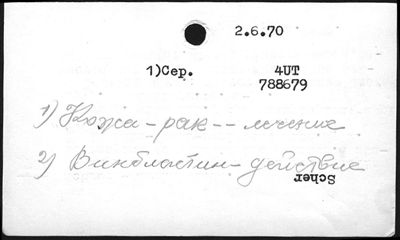 2.6.70
1)Сер. 4UT
788679
1) Кожа - рак -- лечение
2) Винбластин - действие
Scher